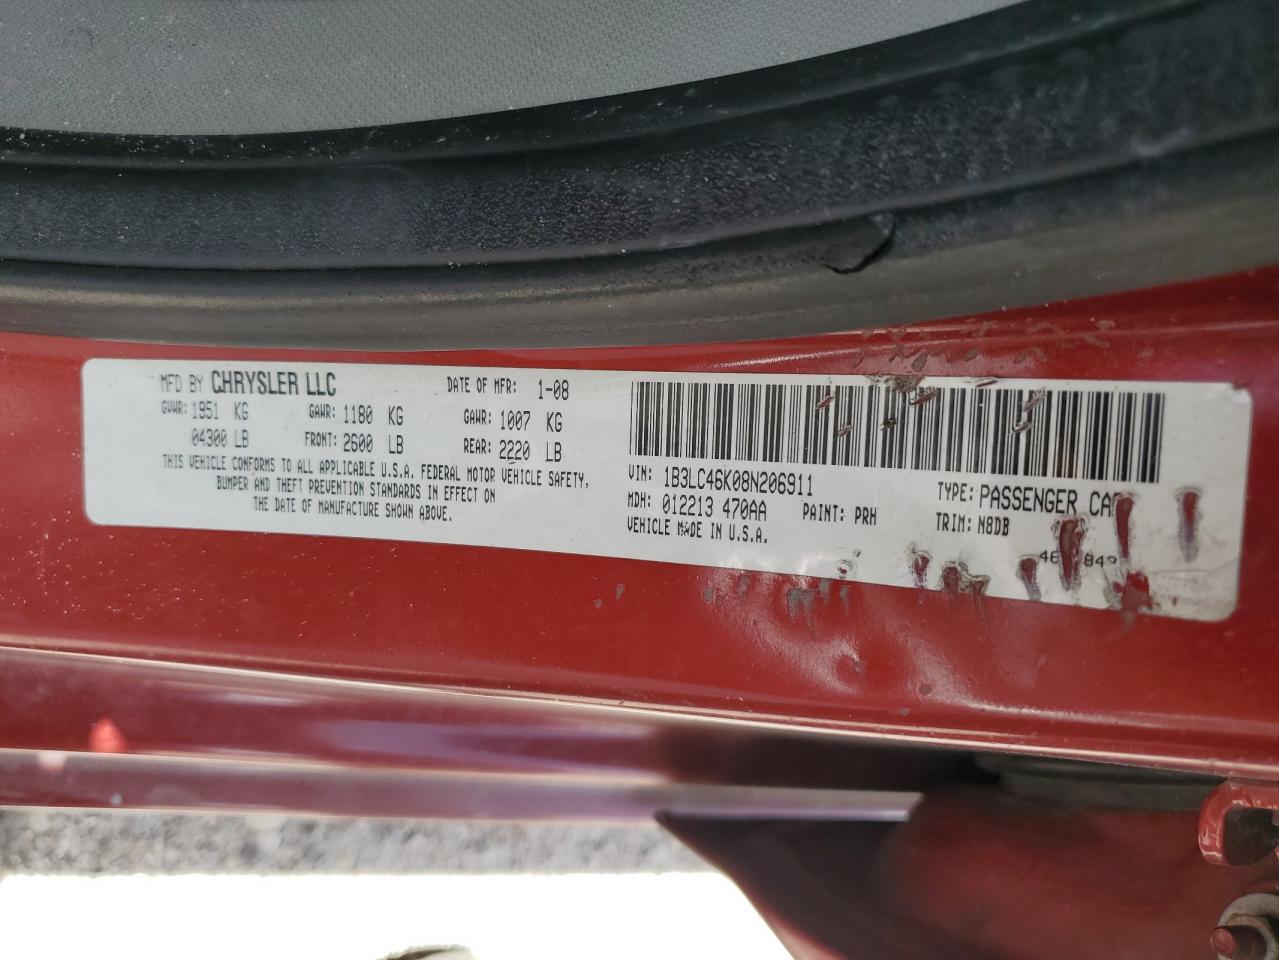 MFD BY CHRYSLER LLC DATE OF MFR: 1-08
GVWR: 1951 KG GAWR: 1180 KG GAWR: 1007 KG
04300 LB FRONT: 2600 LB REAR: 2220 LB
THIS VEHICLE CONFORMS TO ALL APPLICABLE U.S.A. FEDERAL MOTOR VEHICLE SAFETY,
BUMPER AND THEFT PREVENTION STANDARDS IN EFFECT ON
THE DATE OF MANUFACTURE SHOWN ABOVE.
VIN: 1B3LC46K08N206911 TYPE: PASSENGER
MDH: 012213 470AA PAINT: PRH TRIM: N8DB
VEHICLE MADE IN U.S.A.